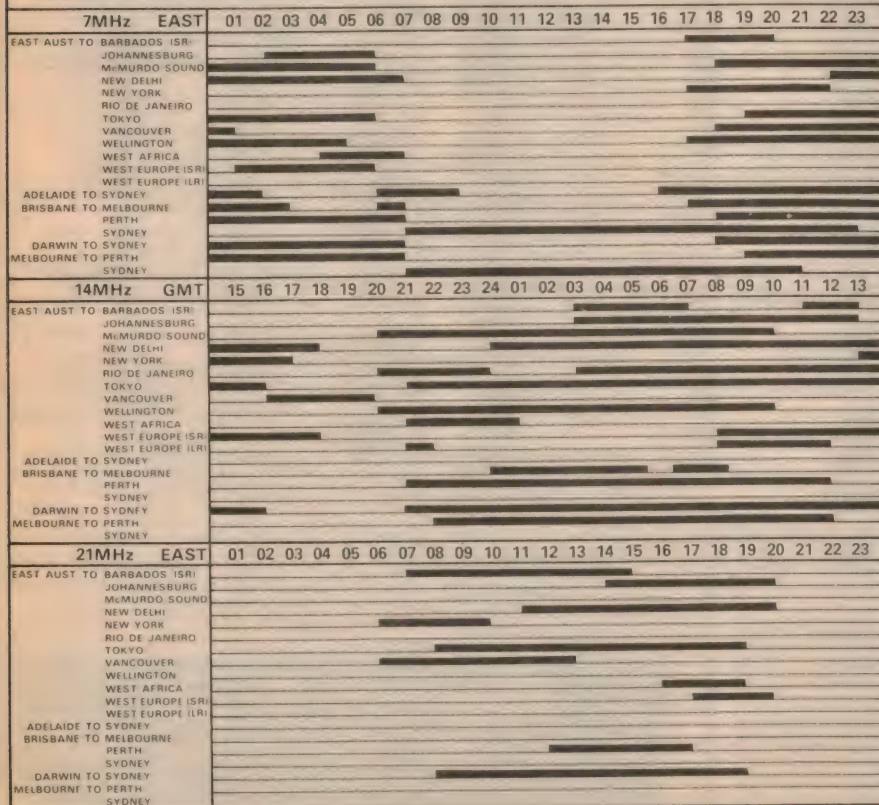 7MHz EAST 01 02 03 04 05 06 07 08 09 10 11 12 13 14 15 16 17 18 19 20 21 22 23
EAST AUST TO BARBADOS (SR)
JOHANNESBURG
McMURDO SOUND
NEW DELHI
NEW YORK
RIO DE JANEIRO
TOKYO
VANCOUVER
WELLINGTON
WEST AFRICA
WEST EUROPE (SR)
WEST EUROPE (LR)
ADELAIDE TO SYDNEY
BRISBANE TO MELBOURNE
PERTH
SYDNEY
DARWIN TO SYDNEY
MELBOURNE TO PERTH
SYDNEY
14MHz GMT 15 16 17 18 19 20 21 22 23 24 01 02 03 04 05 06 07 08 09 10 11 12 13
EAST AUST TO BARBADOS (SR)
JOHANNESBURG
McMURDO SOUND
NEW DELHI
NEW YORK
RIO DE JANEIRO
TOKYO
VANCOUVER
WELLINGTON
WEST AFRICA
WEST EUROPE (SR)
WEST EUROPE (LR)
ADELAIDE TO SYDNEY
BRISBANE TO MELBOURNE
PERTH
SYDNEY
DARWIN TO SYDNEY
MELBOURNE TO PERTH
SYDNEY
21MHz EAST 01 02 03 04 05 06 07 08 09 10 11 12 13 14 15 16 17 18 19 20 21 22 23
EAST AUST TO BARBADOS (SR)
JOHANNESBURG
McMURDO SOUND
NEW DELHI
NEW YORK
RIO DE JANEIRO
TOKYO
VANCOUVER
WELLINGTON
WEST AFRICA
WEST EUROPE (SR)
WEST EUROPE (LR)
ADELAIDE TO SYDNEY
BRISBANE TO MELBOURNE
PERTH
SYDNEY
DARWIN TO SYDNEY
MELBOURNE TO PERTH
SYDNEY